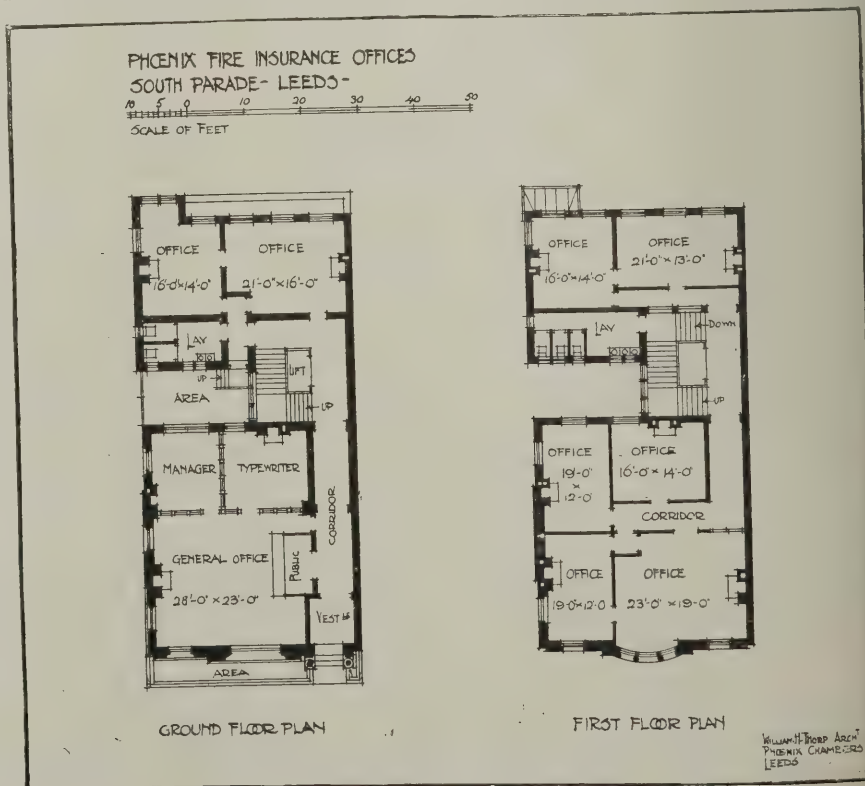 PHŒNIX FIRE INSURANCE OFFICES
SOUTH PARADE- LEEDS-
10 5 0 10 20 30 40 50
SCALE OF FEET
OFFICE
16'-0"×14'-0"
OFFICE
21'-0"×16'-0"
LAV
UP
LIFT
UP
AREA
MANAGER
TYPEWRITER
CORRIDOR
GENERAL OFFICE
28'-0"×23'-0"
PUBLIC
VEST
AREA
GROUND FLOOR PLAN
OFFICE
16'-0"×14'-0"
OFFICE
21'-0"×13'-0"
LAV
DOWN
UP
OFFICE
19'-0"
×
12'-0
OFFICE
16'-0"×14'-0"
CORRIDOR
OFFICE
19-0"×12-0
OFFICE
23'-0"×19'-0"
FIRST FLOOR PLAN
WILLIAM H THORP ARCHT
PHŒNIX CHAMBERS
LEEDS